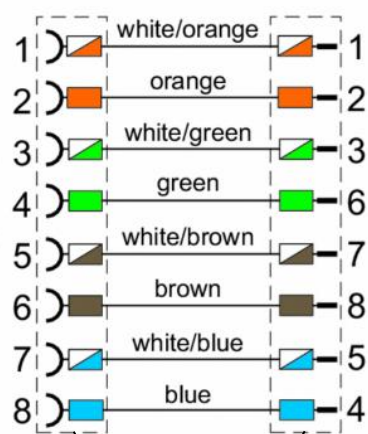 1 white/orange 1
2 orange 2
3 white/green 3
4 green 6
5 white/brown 7
6 brown 8
7 white/blue 5
8 blue 4